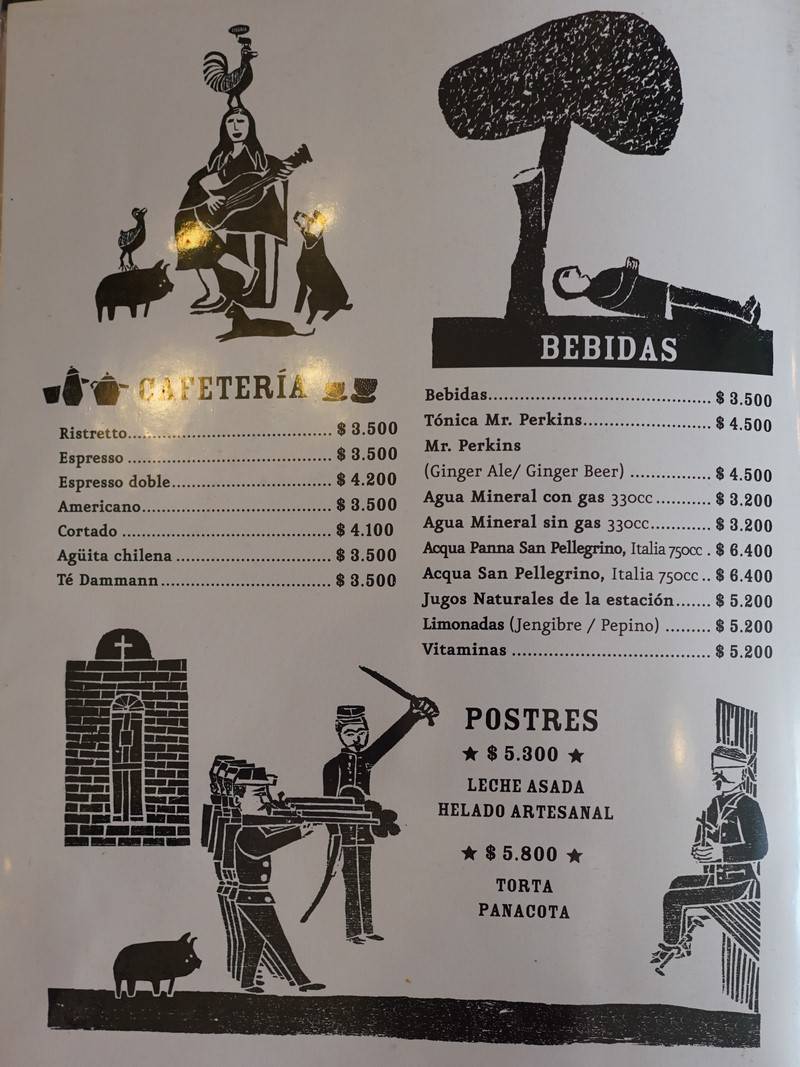 CAFETERÍA
Ristretto.... $ 3.500
Espresso .... $ 3.500
Espresso doble.... $ 4.200
Americano.... $ 3.500
Cortado .... $ 4.100
Agüita chilena .... $ 3.500
Té Dammann.... $ 3.500
BEBIDAS
Bebidas.... $ 3.500
Tónica Mr. Perkins.... $ 4.500
Mr. Perkins
(Ginger Ale/ Ginger Beer) .... $ 4.500
Agua Mineral con gas 330cc.... $ 3.200
Agua Mineral sin gas 330cc.... $ 3.200
Acqua Panna San Pellegrino, Italia 750cc . $ 6.400
Acqua San Pellegrino, Italia 750cc .. $ 6.400
Jugos Naturales de la estación.... $ 5.200
Limonadas (Jengibre / Pepino) .... $ 5.200
Vitaminas .... $ 5.200
POSTRES
★ $ 5.300 ★
LECHE ASADA
HELADO ARTESANAL
★ $ 5.800 ★
TORTA
PANACOTA